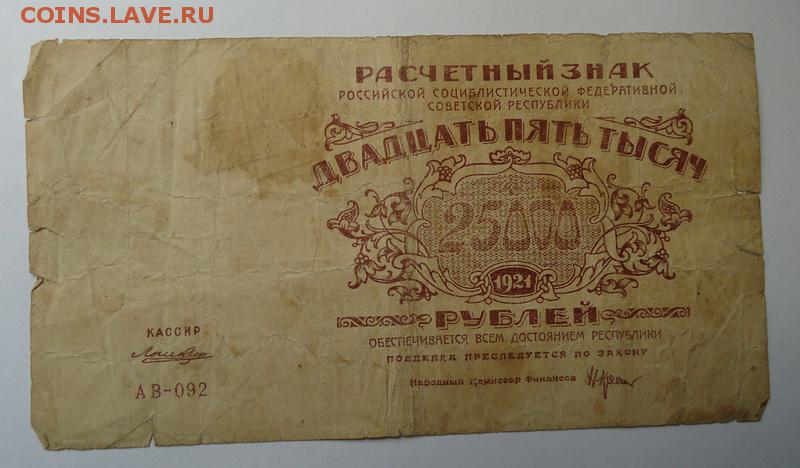 COINS.LAVE.RU
РАСЧЕТНЫЙ ЗНАК
РОССИЙСКОЙ СОЦИАЛИСТИЧЕСКОЙ ФЕДЕРАТИВНОЙ
СОВЕТСКОЙ РЕСПУБЛИКИ
ДВАДЦАТЬ ПЯТЬ ТЫСЯЧ
25000
1921
РУБЛЕЙ
ОБЕСПЕЧИВАЕТСЯ ВСЕМ ДОСТОЯНИЕМ РЕСПУБЛИКИ
ПОДДЕЛКА ПРЕСЛЕДУЕТСЯ ПО ЗАКОНУ
Народный Комиссар Финансов
КАССИР
АВ-092